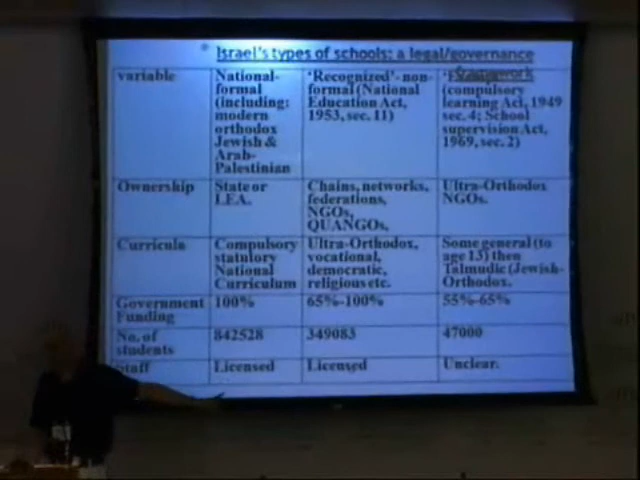 * Israel's types of schools: a legal/governance
framework
variable
National-
formal
(including:
modern
orthodox
Jewish &
Arab-
Palestinian
'Recognized'- non-
formal (National
Education Act,
1953, sec. 11)
(compulsory
learning Act, 1949
sec. 4; School
supervision Act,
1969, sec. 2)
Ownership
State or
LEA.
Chains, networks,
federations,
NGOs,
QUANGOs,
Ultra-Orthodox
NGOs.
Curricula
Compulsory
statutory
National
Curriculum
Ultra-Orthodox,
vocational,
democratic,
religious etc.
Some general (to
age 13) then
Talmudic (Jewish-
Orthodox.
Government
Funding
100%
65%-100%
55%-65%
No. of
students
842528
349083
47000
Staff
Licensed
Licensed
Unclear.